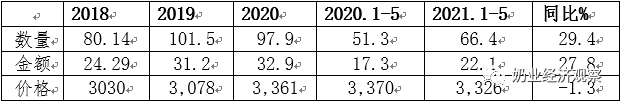 2018 2019 2020 2020.1-5 2021.1-5 同比%
数量 80.14 101.5 97.9 51.3 66.4 29.4
金额 24.29 31.2 32.9 17.3 22.1 27.8
价格 3030 3,078 3,361 3,370 3,326 -1.3
奶业经济观察